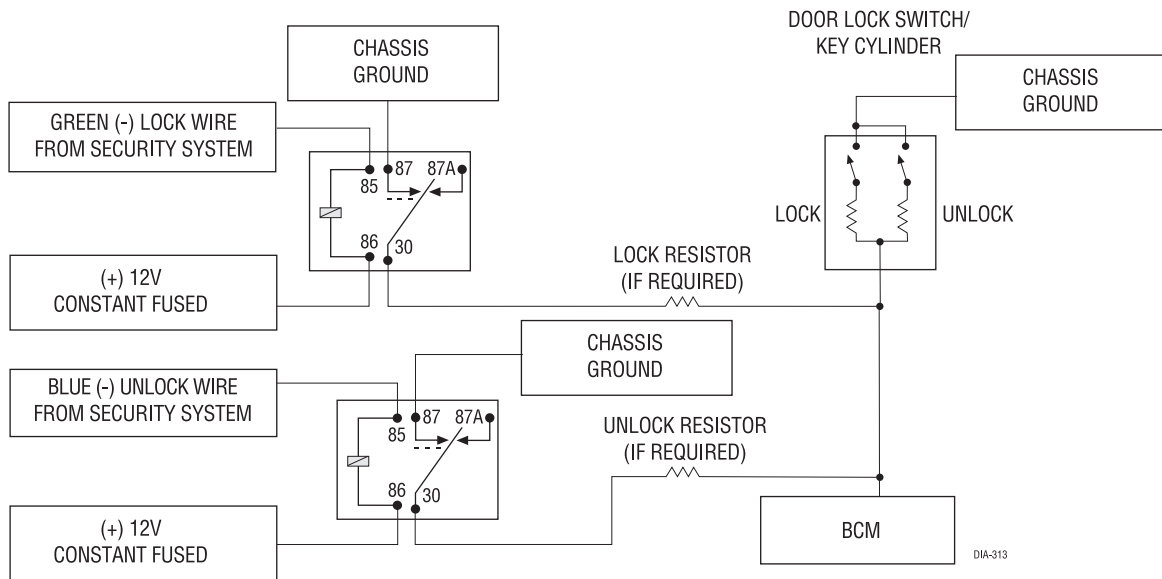 DOOR LOCK SWITCH/
KEY CYLINDER
CHASSIS
GROUND
CHASSIS
GROUND
GREEN (-) LOCK WIRE
FROM SECURITY SYSTEM
87
87A
85
86
30
(+) 12V
CONSTANT FUSED
LOCK
UNLOCK
LOCK RESISTOR
(IF REQUIRED)
CHASSIS
GROUND
BLUE (-) UNLOCK WIRE
FROM SECURITY SYSTEM
87
87A
85
86
30
UNLOCK RESISTOR
(IF REQUIRED)
(+) 12V
CONSTANT FUSED
BCM
DIA-313